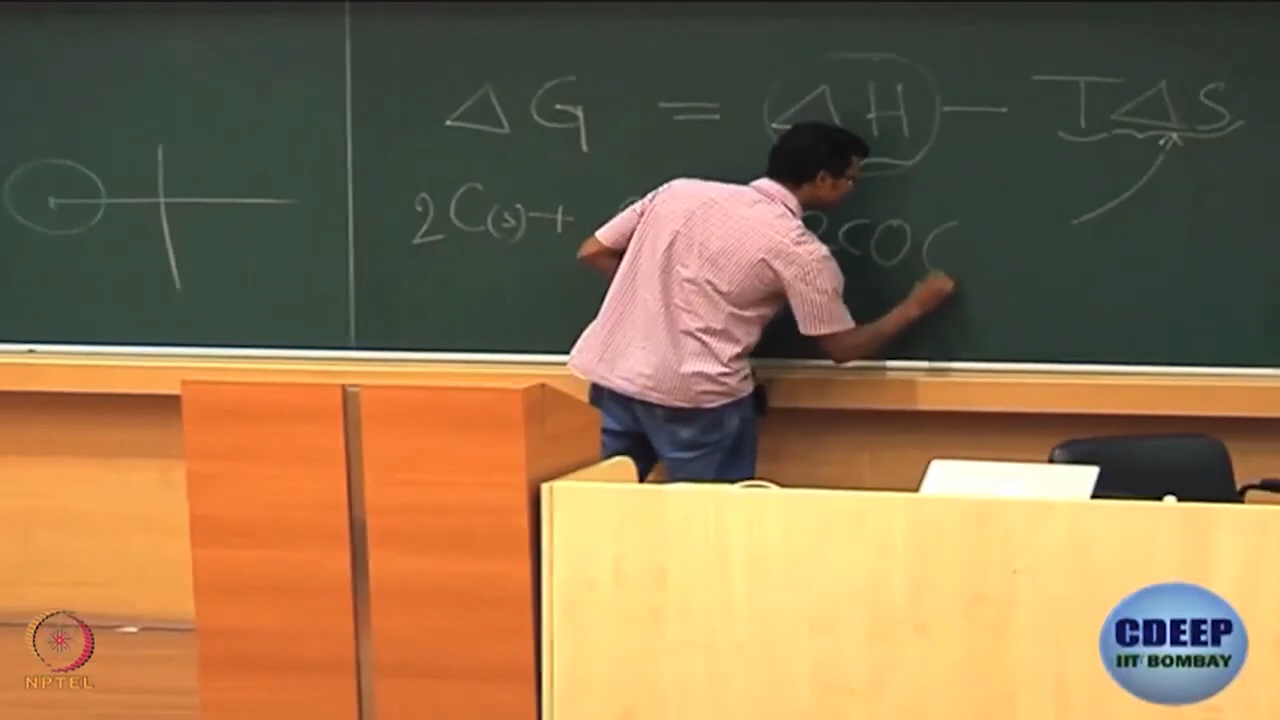 ΔG = ΔH — TΔS
2C(s) + 2CO(
NPTEL
CDEEP
IIT BOMBAY